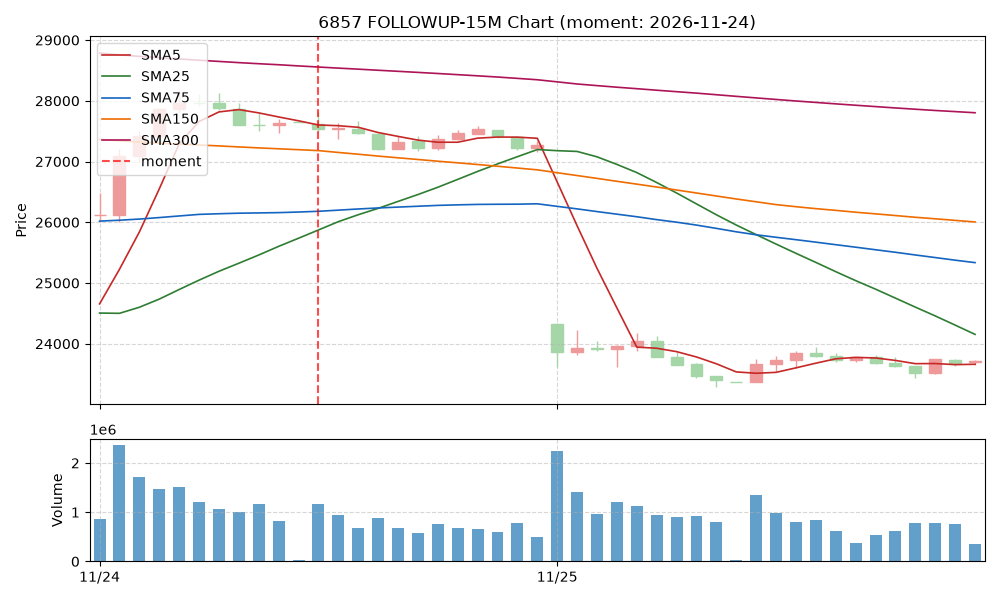 6857 FOLLOWUP-15M Chart (moment: 2026-11-24)
SMA5
SMA25
SMA75
SMA150
SMA300
moment
Price
29000
28000
27000
26000
25000
24000
1e6
Volume
2
1
0
11/24
11/25